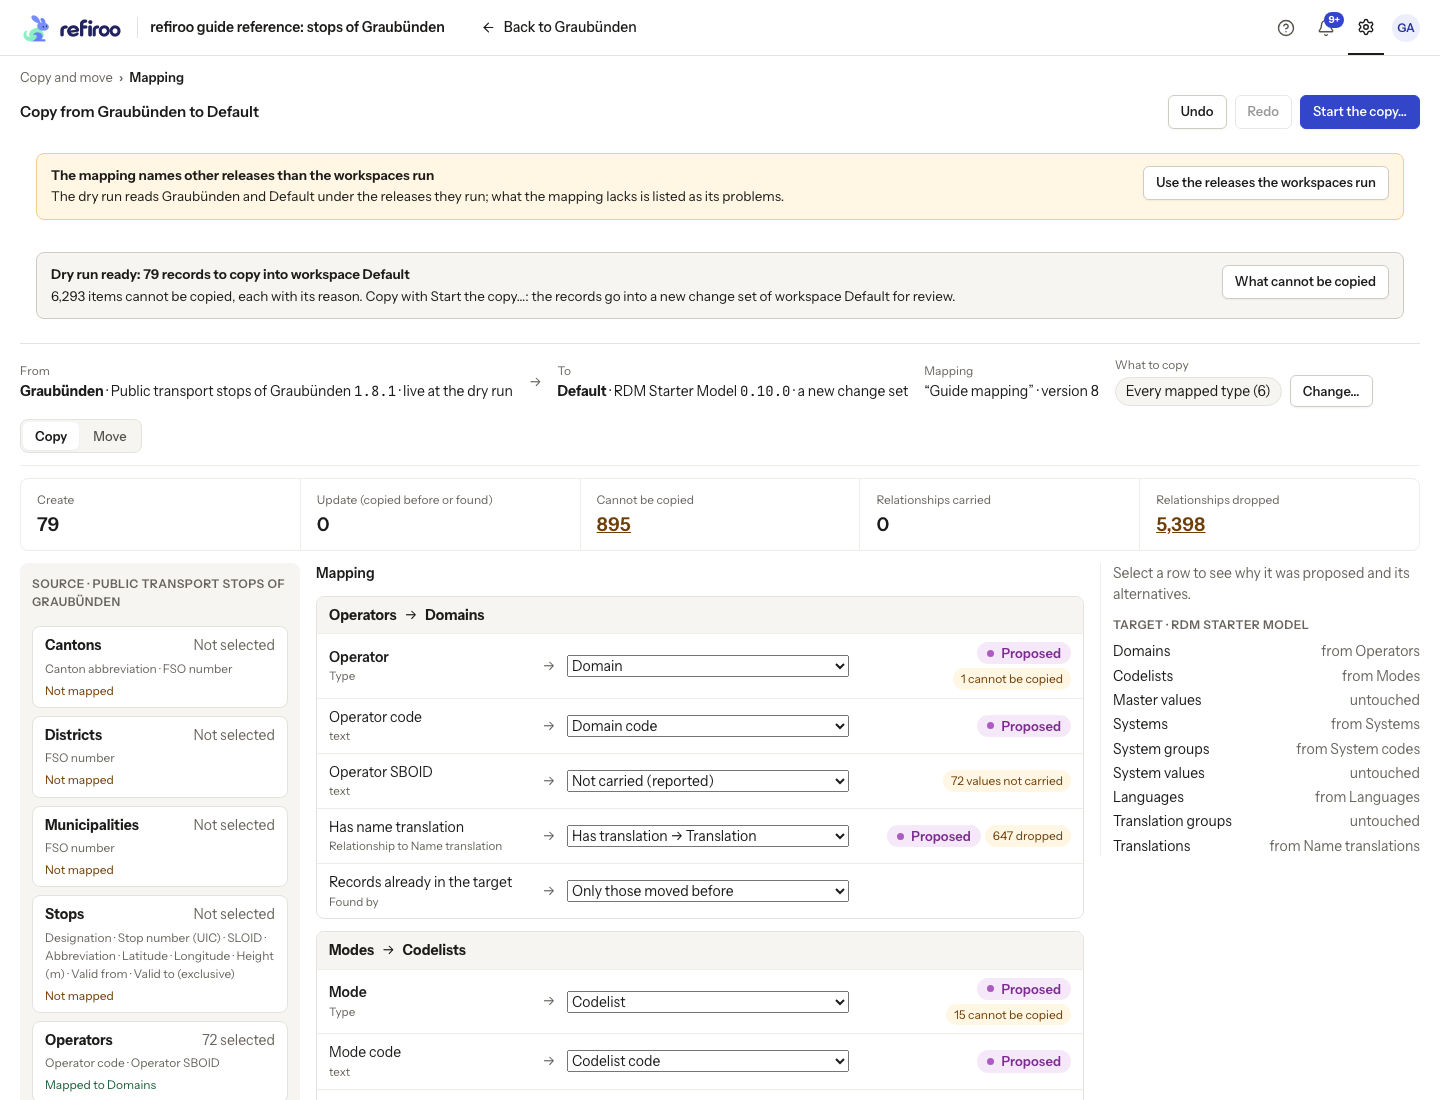 refiroo
refiroo guide reference: stops of Graubünden
← Back to Graubünden
9+
GA
Copy and move › Mapping
Copy from Graubünden to Default
Undo
Redo
Start the copy...
The mapping names other releases than the workspaces run
The dry run reads Graubünden and Default under the releases they run; what the mapping lacks is listed as its problems.
Use the releases the workspaces run
Dry run ready: 79 records to copy into workspace Default
6,293 items cannot be copied, each with its reason. Copy with Start the copy...: the records go into a new change set of workspace Default for review.
What cannot be copied
From
Graubünden · Public transport stops of Graubünden 1.8.1 · live at the dry run
→
To
Default · RDM Starter Model 0.10.0 · a new change set
Mapping
“Guide mapping” · version 8
What to copy
Every mapped type (6)
Change...
Copy
Move
Create
79
Update (copied before or found)
0
Cannot be copied
895
Relationships carried
0
Relationships dropped
5,398
SOURCE · PUBLIC TRANSPORT STOPS OF
GRAUBÜNDEN
Cantons Not selected
Canton abbreviation · FSO number
Not mapped
Districts Not selected
FSO number
Not mapped
Municipalities Not selected
FSO number
Not mapped
Stops Not selected
Designation · Stop number (UIC) · SLOID ·
Abbreviation · Latitude · Longitude · Height
(m) · Valid from · Valid to (exclusive)
Not mapped
Operators 72 selected
Operator code · Operator SBOID
Mapped to Domains
Mapping
Operators → Domains
Operator
Type
→ Domain
Proposed
1 cannot be copied
Operator code
text
→ Domain code
Proposed
Operator SBOID
text
→ Not carried (reported)
72 values not carried
Has name translation
Relationship to Name translation
→ Has translation → Translation
Proposed 647 dropped
Records already in the target
Found by
→ Only those moved before
Modes → Codelists
Mode
Type
→ Codelist
Proposed
15 cannot be copied
Mode code
text
→ Codelist code
Proposed
Select a row to see why it was proposed and its
alternatives.
TARGET · RDM STARTER MODEL
Domains from Operators
Codelists from Modes
Master values untouched
Systems from Systems
System groups from System codes
System values untouched
Languages from Languages
Translation groups untouched
Translations from Name translations